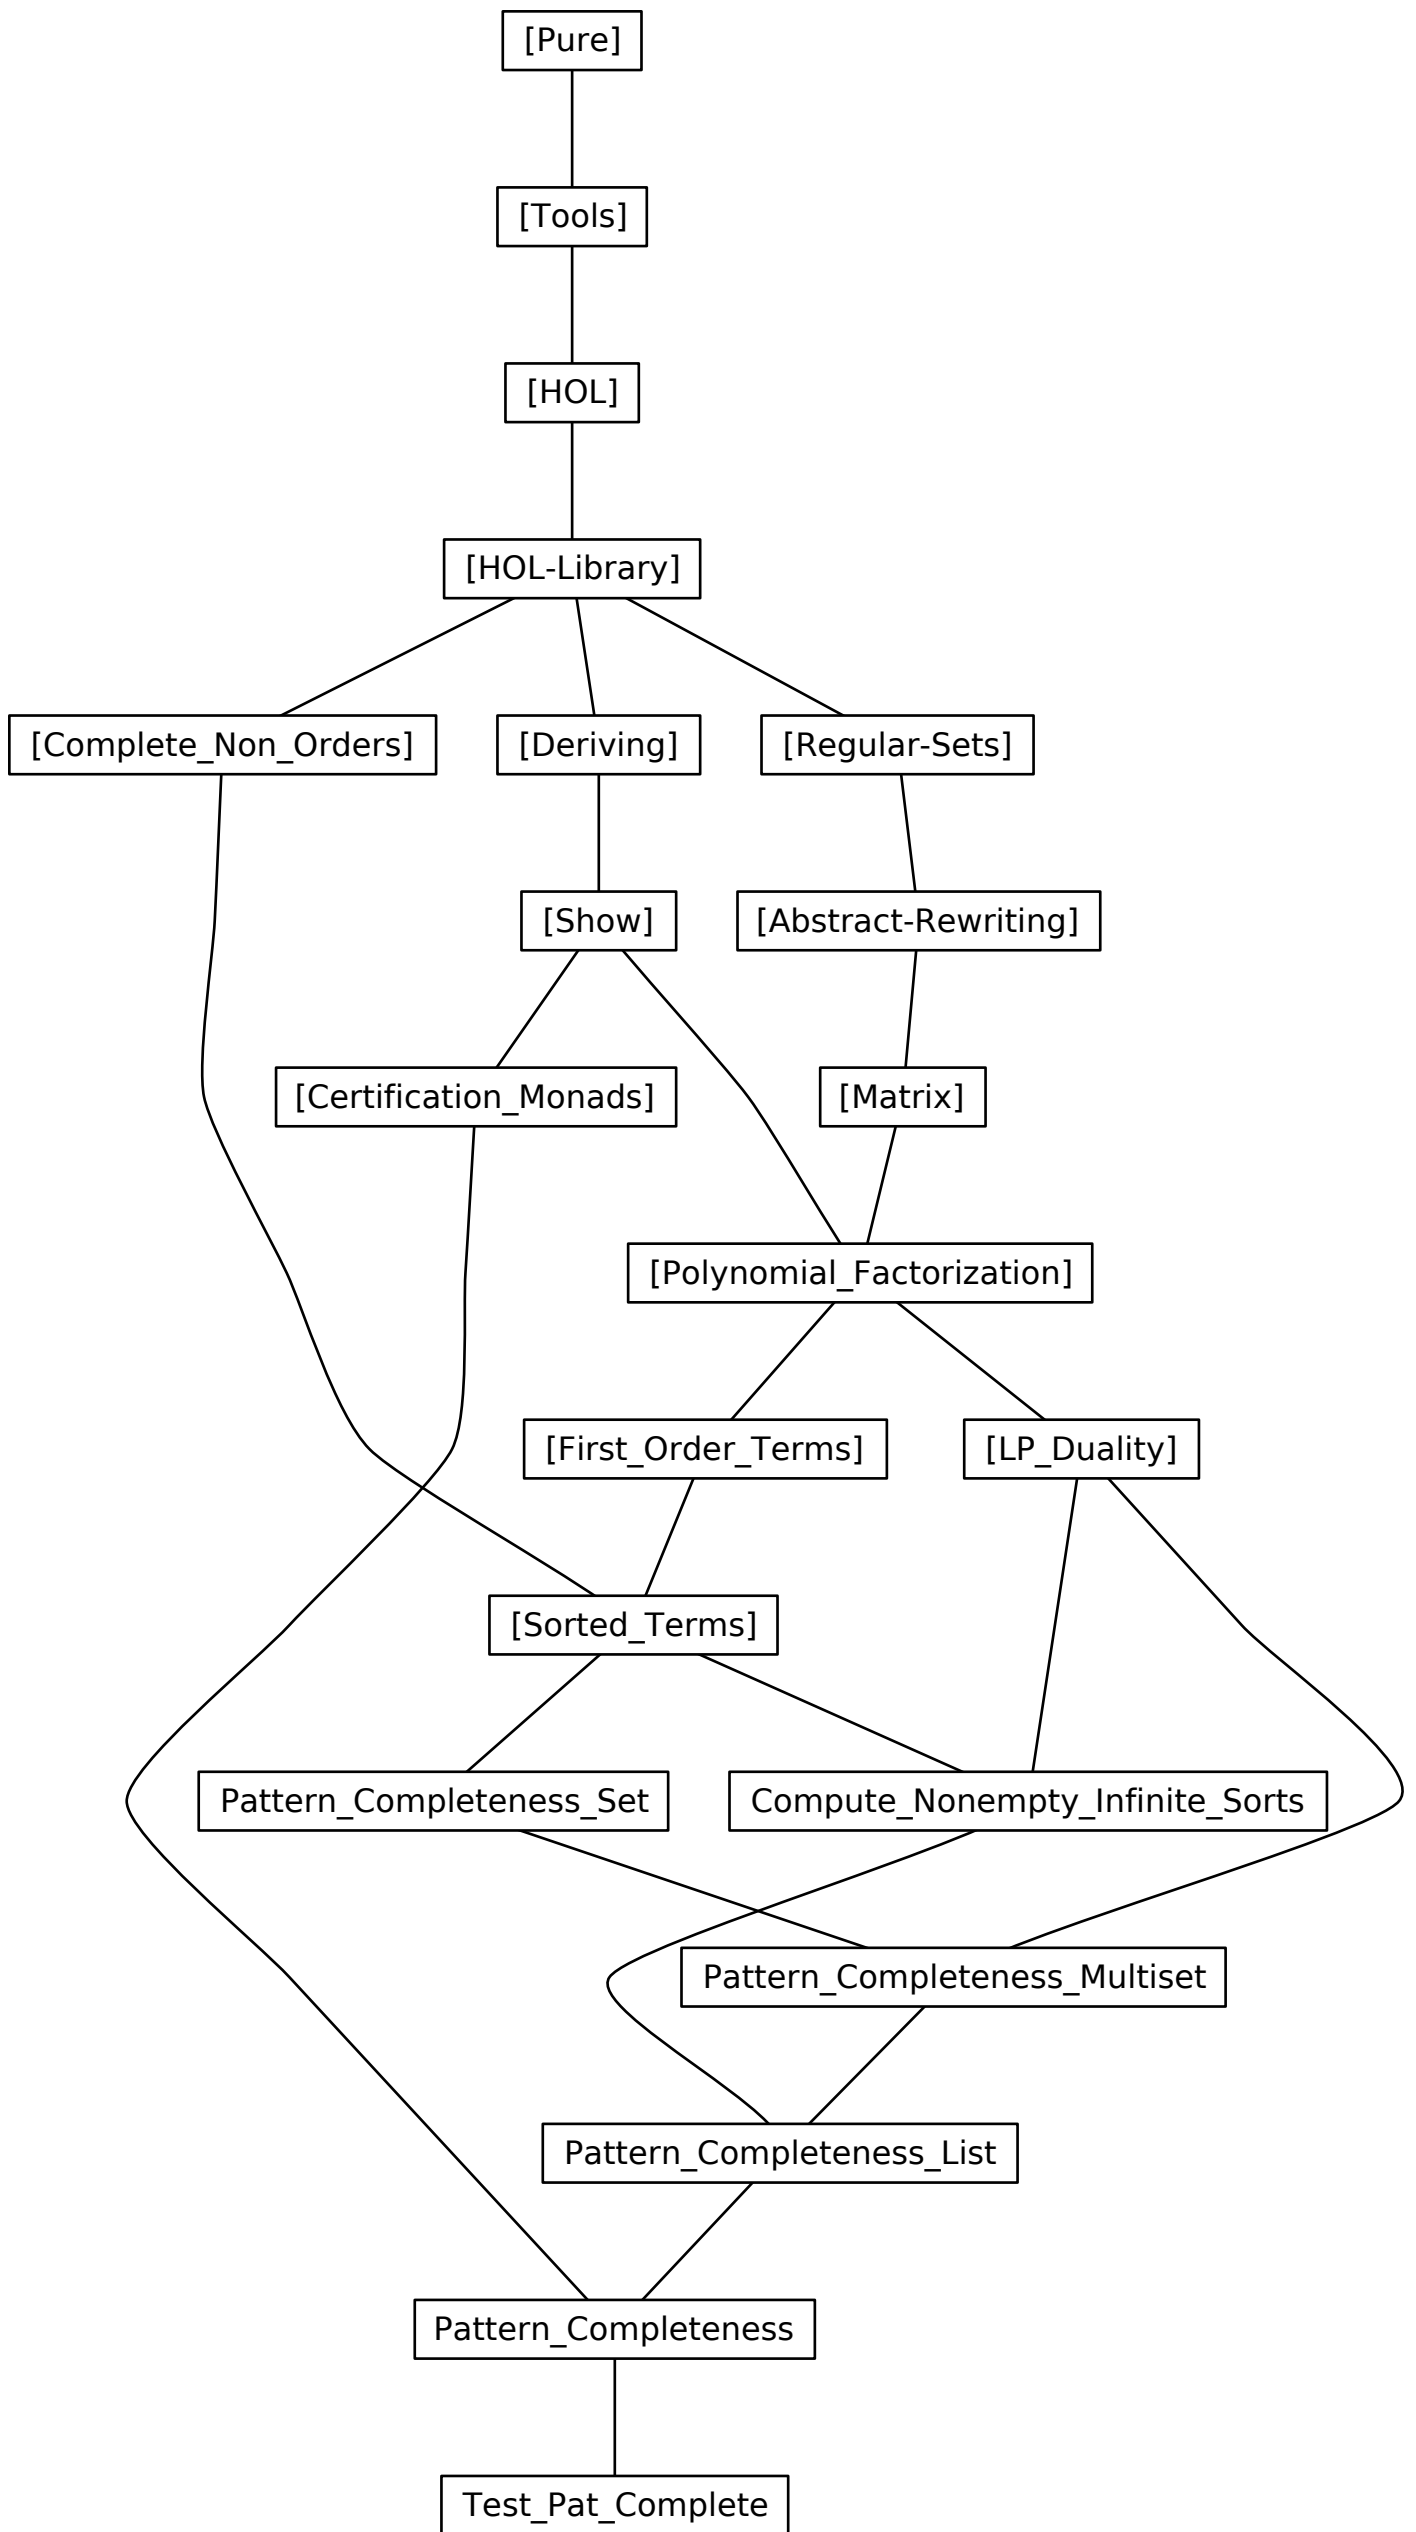 [Pure]
[Tools]
[HOL]
[HOL-Library]
[Complete_Non_Orders]
[Deriving]
[Regular-Sets]
[Show]
[Abstract-Rewriting]
[Certification_Monads]
[Matrix]
[Polynomial_Factorization]
[First_Order_Terms]
[LP_Duality]
[Sorted_Terms]
Pattern_Completeness_Set
Compute_Nonempty_Infinite_Sorts
Pattern_Completeness_Multiset
Pattern_Completeness_List
Pattern_Completeness
Test_Pat_Complete